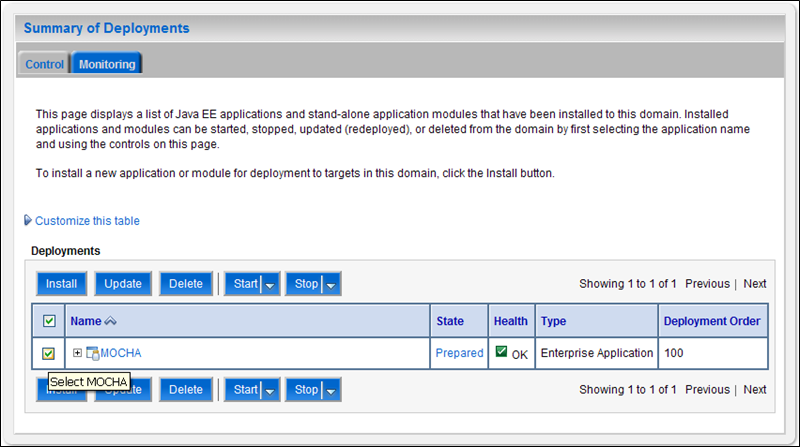 Summary of Deployments
Control Monitoring
This page displays a list of Java EE applications and stand-alone application modules that have been installed to this domain. Installed
applications and modules can be started, stopped, updated (redeployed), or deleted from the domain by first selecting the application name
and using the controls on this page.
To install a new application or module for deployment to targets in this domain, click the Install button.
Customize this table
Deployments
Install Update Delete Start Stop Showing 1 to 1 of 1 Previous | Next
Name State Health Type Deployment Order
MOCHA Prepared OK Enterprise Application 100
Select MOCHA
Install Update Delete Start Stop Showing 1 to 1 of 1 Previous | Next